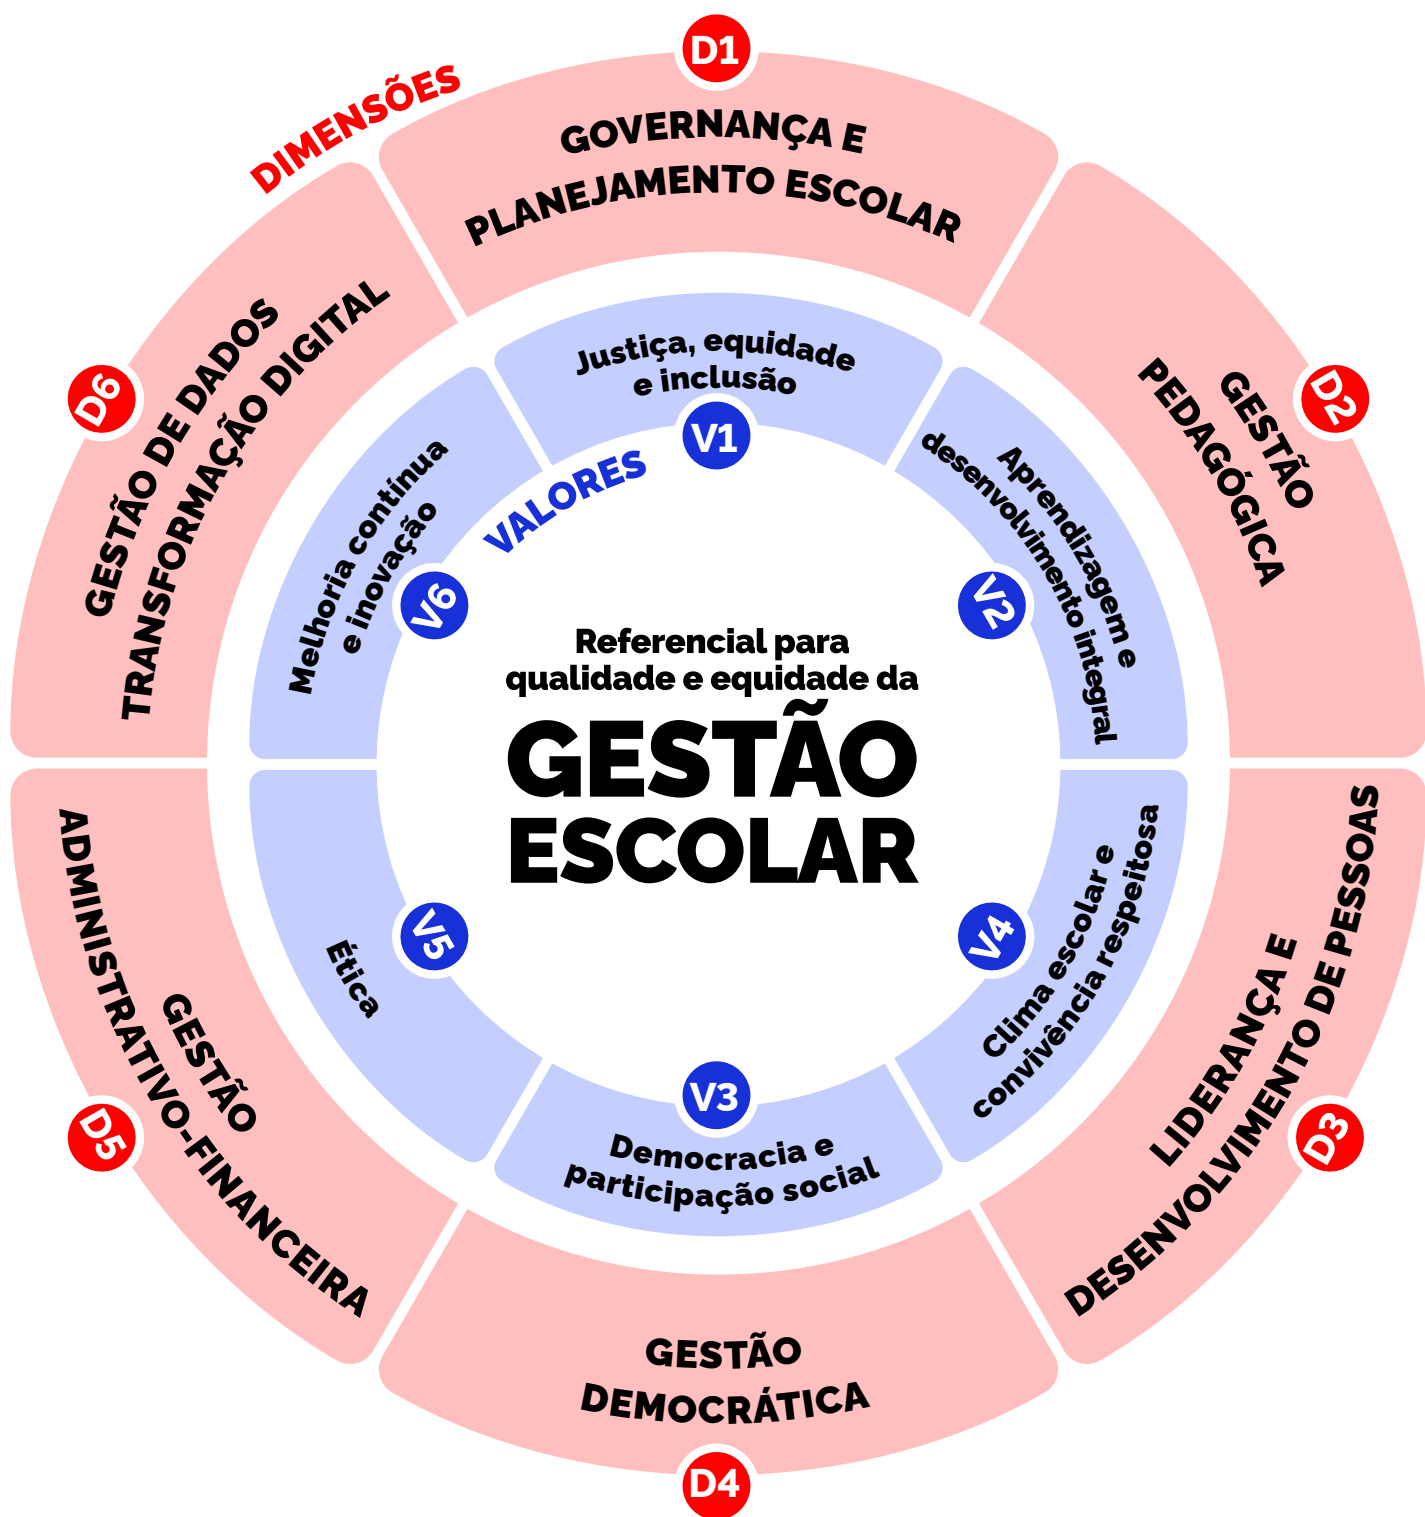 DIMENSÕES
D1
GOVERNANÇA E
PLANEJAMENTO ESCOLAR
D2
GESTÃO
PEDAGÓGICA
D3
LIDERANÇA E
DESENVOLVIMENTO DE PESSOAS
D4
GESTÃO
DEMOCRÁTICA
D5
GESTÃO
ADMINISTRATIVO-FINANCEIRA
D6
GESTÃO DE DADOS
TRANSFORMAÇÃO DIGITAL
VALORES
Justiça, equidade
e inclusão
V1
Aprendizagem e
desenvolvimento integral
V2
Clima escolar e
convivência respeitosa
V4
V3
Democracia e
participação social
V5
Ética
V6
Melhoria contínua
e inovação
Referencial para
qualidade e equidade da
GESTÃO
ESCOLAR